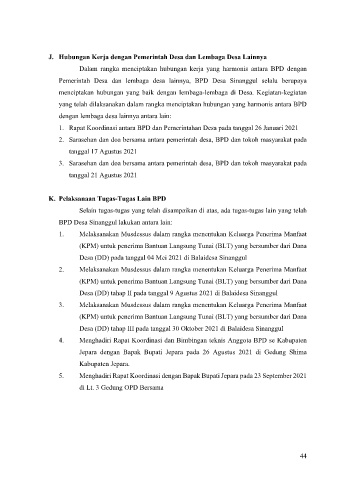 J. Hubungan Kerja dengan Pemerintah Desa dan Lembaga Desa Lainnya
Dalam rangka menciptakan hubungan kerja yang harmonis antara BPD dengan
Pemerintah Desa dan lembaga desa lainnya, BPD Desa Sinanggul selalu berupaya
menciptakan hubungan yang baik dengan lembaga-lembaga di Desa. Kegiatan-kegiatan
yang telah dilaksanakan dalam rangka menciptakan hubungan yang harmonis antara BPD
dengan lembaga desa lainnya antara lain:
1. Rapat Koordinasi antara BPD dan Pemerintahan Desa pada tanggal 26 Januari 2021
2. Sarasehan dan doa bersama antara pemerintah desa, BPD dan tokoh masyarakat pada
tanggal 17 Agustus 2021
3. Sarasehan dan doa bersama antara pemerintah desa, BPD dan tokoh masyarakat pada
tanggal 21 Agustus 2021
K. Pelaksanaan Tugas-Tugas Lain BPD
Selain tugas-tugas yang telah disampaikan di atas, ada tugas-tugas lain yang telah
BPD Desa Sinanggul lakukan antara lain:
1. Melaksanakan Musdessus dalam rangka menentukan Keluarga Penerima Manfaat
(KPM) untuk penerima Bantuan Langsung Tunai (BLT) yang bersumber dari Dana
Desa (DD) pada tanggal 04 Mei 2021 di Balaidesa Sinanggul
2. Melaksanakan Musdessus dalam rangka menentukan Keluarga Penerima Manfaat
(KPM) untuk penerima Bantuan Langsung Tunai (BLT) yang bersumber dari Dana
Desa (DD) tahap II pada tanggal 9 Agustus 2021 di Balaidesa Sinanggul
3. Melaksanakan Musdessus dalam rangka menentukan Keluarga Penerima Manfaat
(KPM) untuk penerima Bantuan Langsung Tunai (BLT) yang bersumber dari Dana
Desa (DD) tahap III pada tanggal 30 Oktober 2021 di Balaidesa Sinanggul
4. Menghadiri Rapat Koordinasi dan Bimbingan teknis Anggota BPD se Kabupaten
Jepara dengan Bapak Bupati Jepara pada 26 Agustus 2021 di Gedung Shima
Kabupaten Jepara.
5. Menghadiri Rapat Koordinasi dengan Bapak Bupati Jepara pada 23 September 2021
di Lt. 3 Gedung OPD Bersama
44